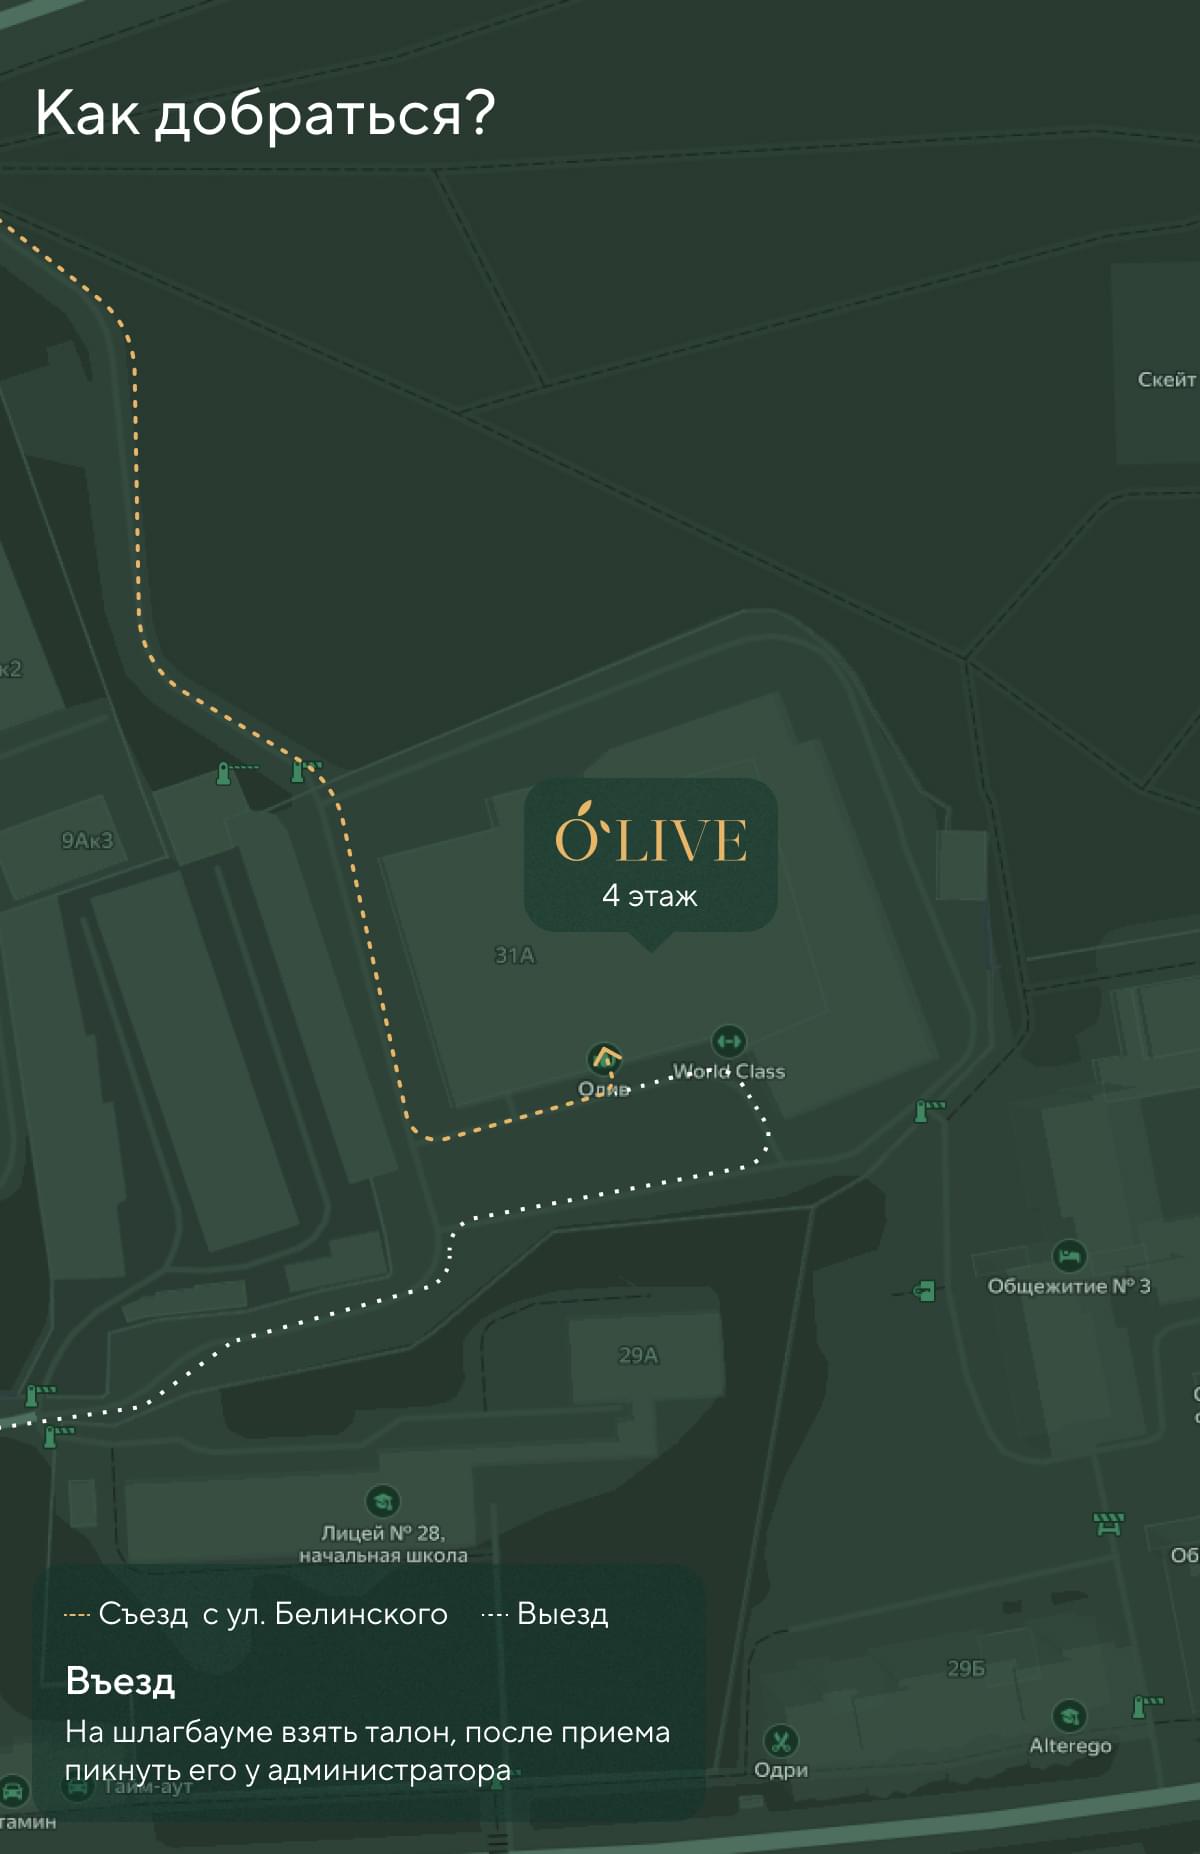 Как добраться?
Скейт
к2
9Ак3
O`LIVE
4 этаж
31А
World Class
Олив
Общежитие № 3
29А
Лицей № 28,
начальная школа
Об
Съезд с ул. Белинского
Выезд
Въезд
На шлагбауме взять талон, после приема
пикнуть его у администратора
29Б
Alterego
Одри
Тайм-аут
тамин